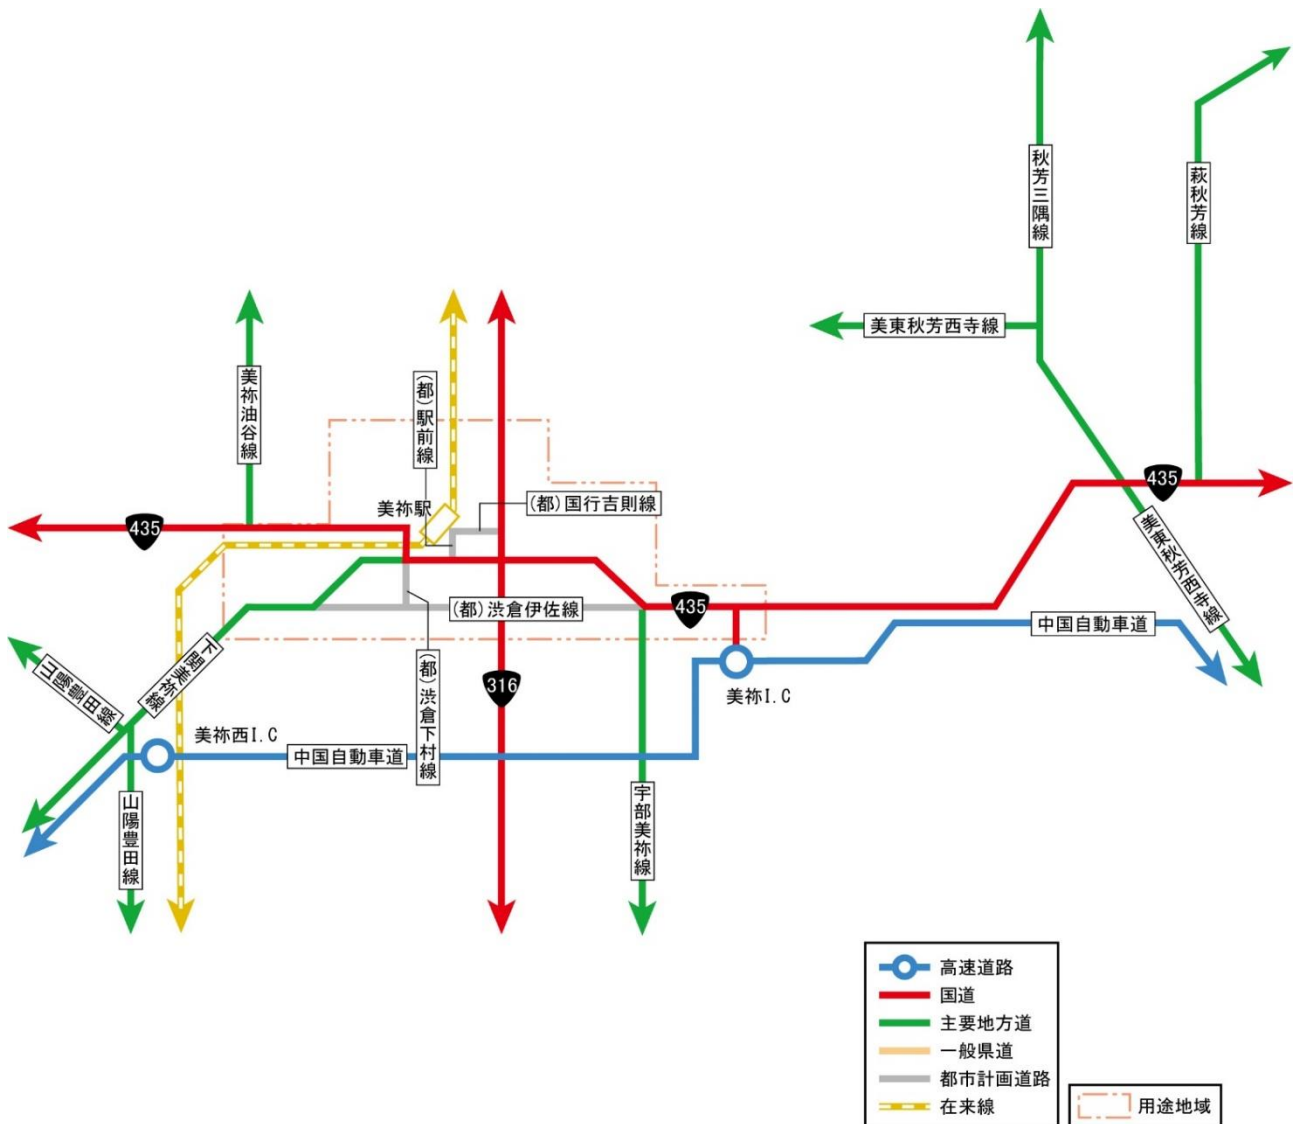 秋芳三隅線
萩秋芳線
美東秋芳西寺線
美祢油谷線
(都)駅前線
美祢駅
(都)国行吉則線
435
435
美東秋芳西寺線
(都)渋倉伊佐線
435
中国自動車道
下関美祢線
山陽豊田線
(都)渋倉下村線
316
美祢I.C
美祢西I.C
中国自動車道
山陽豊田線
宇部美祢線
高速道路
国道
主要地方道
一般県道
都市計画道路
在来線
用途地域